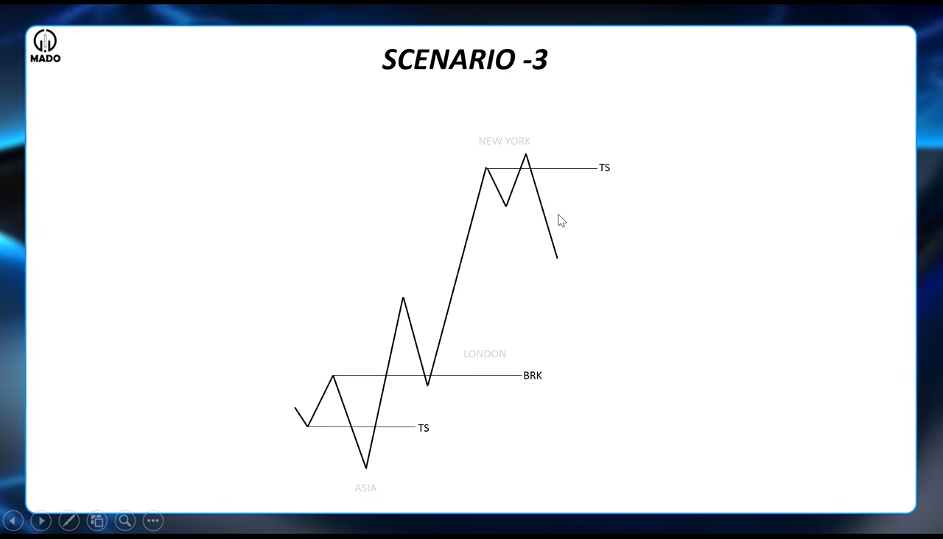 MADO
SCENARIO -3
NEW YORK
TS
LONDON
BRK
TS
ASIA